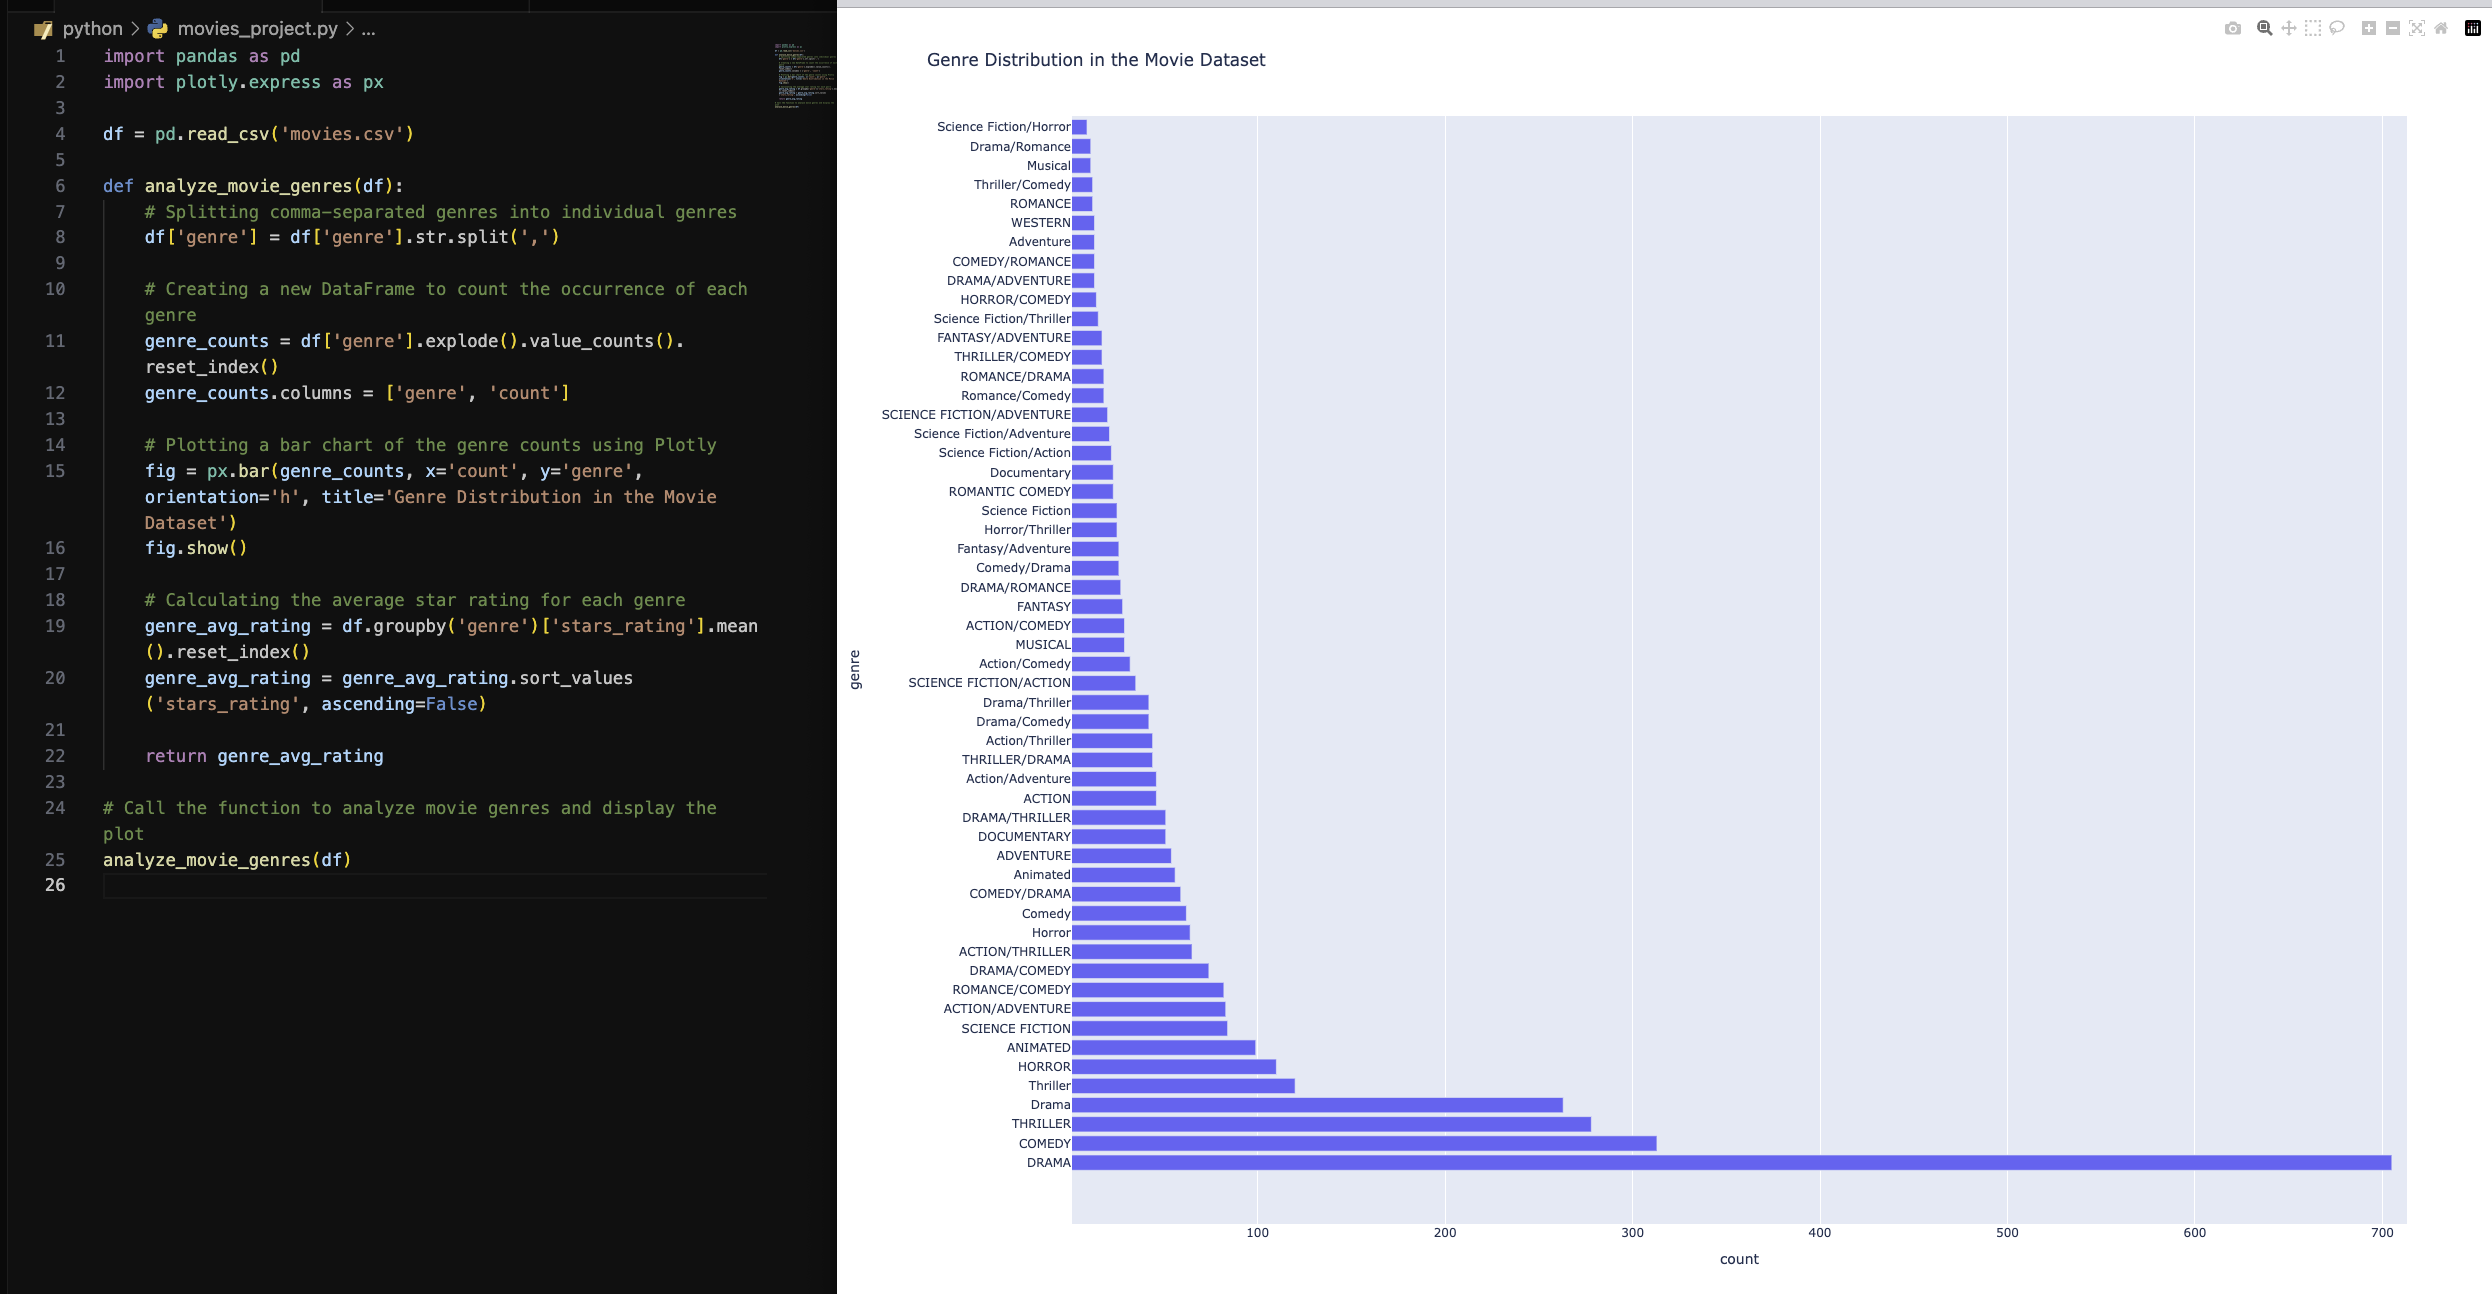 python > movies_project.py > ...
1 import pandas as pd
2 import plotly.express as px
3
4 df = pd.read_csv('movies.csv')
5
6 def analyze_movie_genres(df):
7 # Splitting comma-separated genres into individual genres
8 df['genre'] = df['genre'].str.split(',')
9
10 # Creating a new DataFrame to count the occurrence of each
genre
11 genre_counts = df['genre'].explode().value_counts().
reset_index()
12 genre_counts.columns = ['genre', 'count']
13
14 # Plotting a bar chart of the genre counts using Plotly
15 fig = px.bar(genre_counts, x='count', y='genre',
orientation='h', title='Genre Distribution in the Movie
Dataset')
16 fig.show()
17
18 # Calculating the average star rating for each genre
19 genre_avg_rating = df.groupby('genre')['stars_rating'].mean
().reset_index()
20 genre_avg_rating = genre_avg_rating.sort_values
('stars_rating', ascending=False)
21
22 return genre_avg_rating
23
24 # Call the function to analyze movie genres and display the
plot
25 analyze_movie_genres(df)
26
Genre Distribution in the Movie Dataset
genre
Science Fiction/Horror
Drama/Romance
Musical
Thriller/Comedy
ROMANCE
WESTERN
Adventure
COMEDY/ROMANCE
DRAMA/ADVENTURE
HORROR/COMEDY
Science Fiction/Thriller
FANTASY/ADVENTURE
THRILLER/COMEDY
ROMANCE/DRAMA
Romance/Comedy
SCIENCE FICTION/ADVENTURE
Science Fiction/Adventure
Science Fiction/Action
Documentary
ROMANTIC COMEDY
Science Fiction
Horror/Thriller
Fantasy/Adventure
Comedy/Drama
DRAMA/ROMANCE
FANTASY
ACTION/COMEDY
MUSICAL
Action/Comedy
SCIENCE FICTION/ACTION
Drama/Thriller
Drama/Comedy
Action/Thriller
THRILLER/DRAMA
Action/Adventure
ACTION
DRAMA/THRILLER
DOCUMENTARY
ADVENTURE
Animated
COMEDY/DRAMA
Comedy
Horror
ACTION/THRILLER
DRAMA/COMEDY
ROMANCE/COMEDY
ACTION/ADVENTURE
SCIENCE FICTION
ANIMATED
HORROR
Thriller
Drama
THRILLER
COMEDY
DRAMA
100 200 300 400 500 600 700
count